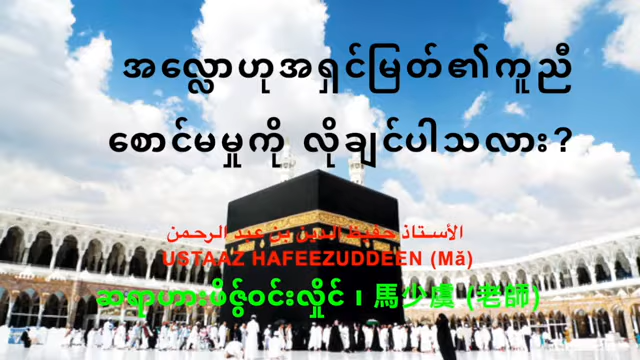 အလ္လောဟုအရှင်မြတ်၏ကူညီ
စောင်မမှုကို လိုချင်ပါသလား?
الأستاذ حفيظ الدين بن عبد الرحمن
USTAAZ HAFEEZUDDEEN (Mǎ)
ဆရာဟားဖိဇွ်ဝင်းလှိုင် ၊ 馬少虞 (老師)